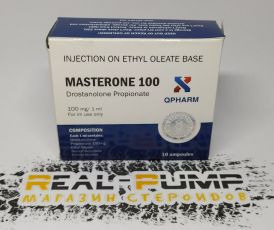 INJECTION ON ETHYL OLEATE BASE
MASTERONE 100
Drostanolone Propionate
100 mg/ 1 ml
For IM use only
QPHARM
COMPOSITION
10 ampoules
REAL-PUMP
МАГАЗИН СТЕРОИДОВ